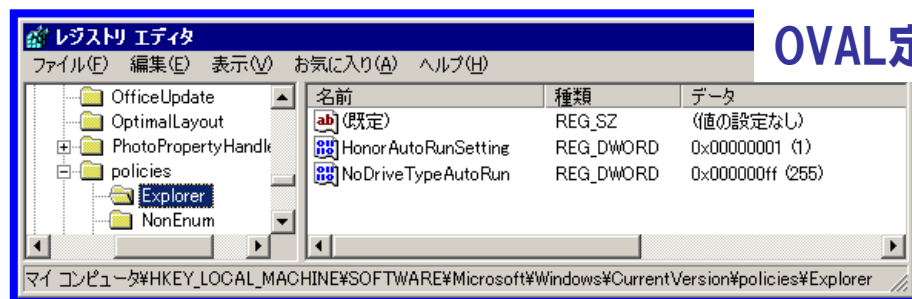 レジストリ エディタ
OVAL定
ファイル(F) 編集(E) 表示(V) お気に入り(A) ヘルプ(H)
OfficeUpdate
OptimalLayout
PhotoPropertyHandle
policies
Explorer
NonEnum
名前 種類 データ
(既定) REG_SZ (値の設定なし)
HonorAutoRunSetting REG_DWORD 0x00000001 (1)
NoDriveTypeAutoRun REG_DWORD 0x000000ff (255)
マイ コンピュータ¥HKEY_LOCAL_MACHINE¥SOFTWARE¥Microsoft¥Windows¥CurrentVersion¥policies¥Explorer